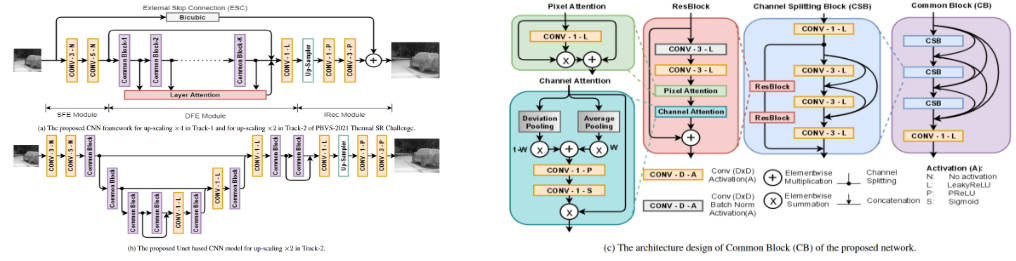 External Skip Connection (ESC)
Bicubic
CONV - 3 - N
CONV - 5 - N
Common Block-1
Common Block-2
Common Block-K
CONV - 1 - L
Up-Sampler
CONV - 1 - P
CONV - 3 - P
Layer Attention
SFE Module
DFE Module
IRec Module
(a) The proposed CNN framework for up-scaling ×4 in Track-1 and for up-scaling ×2 in Track-2 of PBVS-2021 Thermal SR Challenge.
CONV - 3 - N
CONV - 5 - N
Common Block
Common Block
Common Block
Common Block
CONV - 1 - L
Common Block
CONV - 1 - L
Common Block
CONV - 1 - L
Common Block
CONV - 1 - L
Up-Sampler
CONV - 1 - P
CONV - 3 - P
(b) The proposed Unet based CNN model for up-scaling ×2 in Track-2.
Pixel Attention
CONV - 1 - L
X
+
Channel Attention
Deviation Pooling
Average Pooling
1-W
X
+
X
W
CONV - 1 - P
CONV - 1 - S
X
ResBlock
CONV - 3 - L
CONV - 3 - L
Pixel Attention
Channel Attention
+
Channel Splitting Block (CSB)
CONV - 1 - L
CONV - 3 - L
ResBlock
CONV - 3 - L
ResBlock
CONV - 3 - L
Common Block (CB)
CSB
CSB
CSB
CONV - 1 - L
CONV - D - A
Conv (DxD)
Activation(A)
CONV - D - A
Conv (DxD)
Batch Norm
Activation(A)
+
Elementwise
Multiplication
X
Elementwise
Summation
Channel
Splitting
Concatenation
Activation (A):
N: No activation
L: LeakyReLU
P: PReLU
S: Sigmoid
(c) The architecture design of Common Block (CB) of the proposed network.